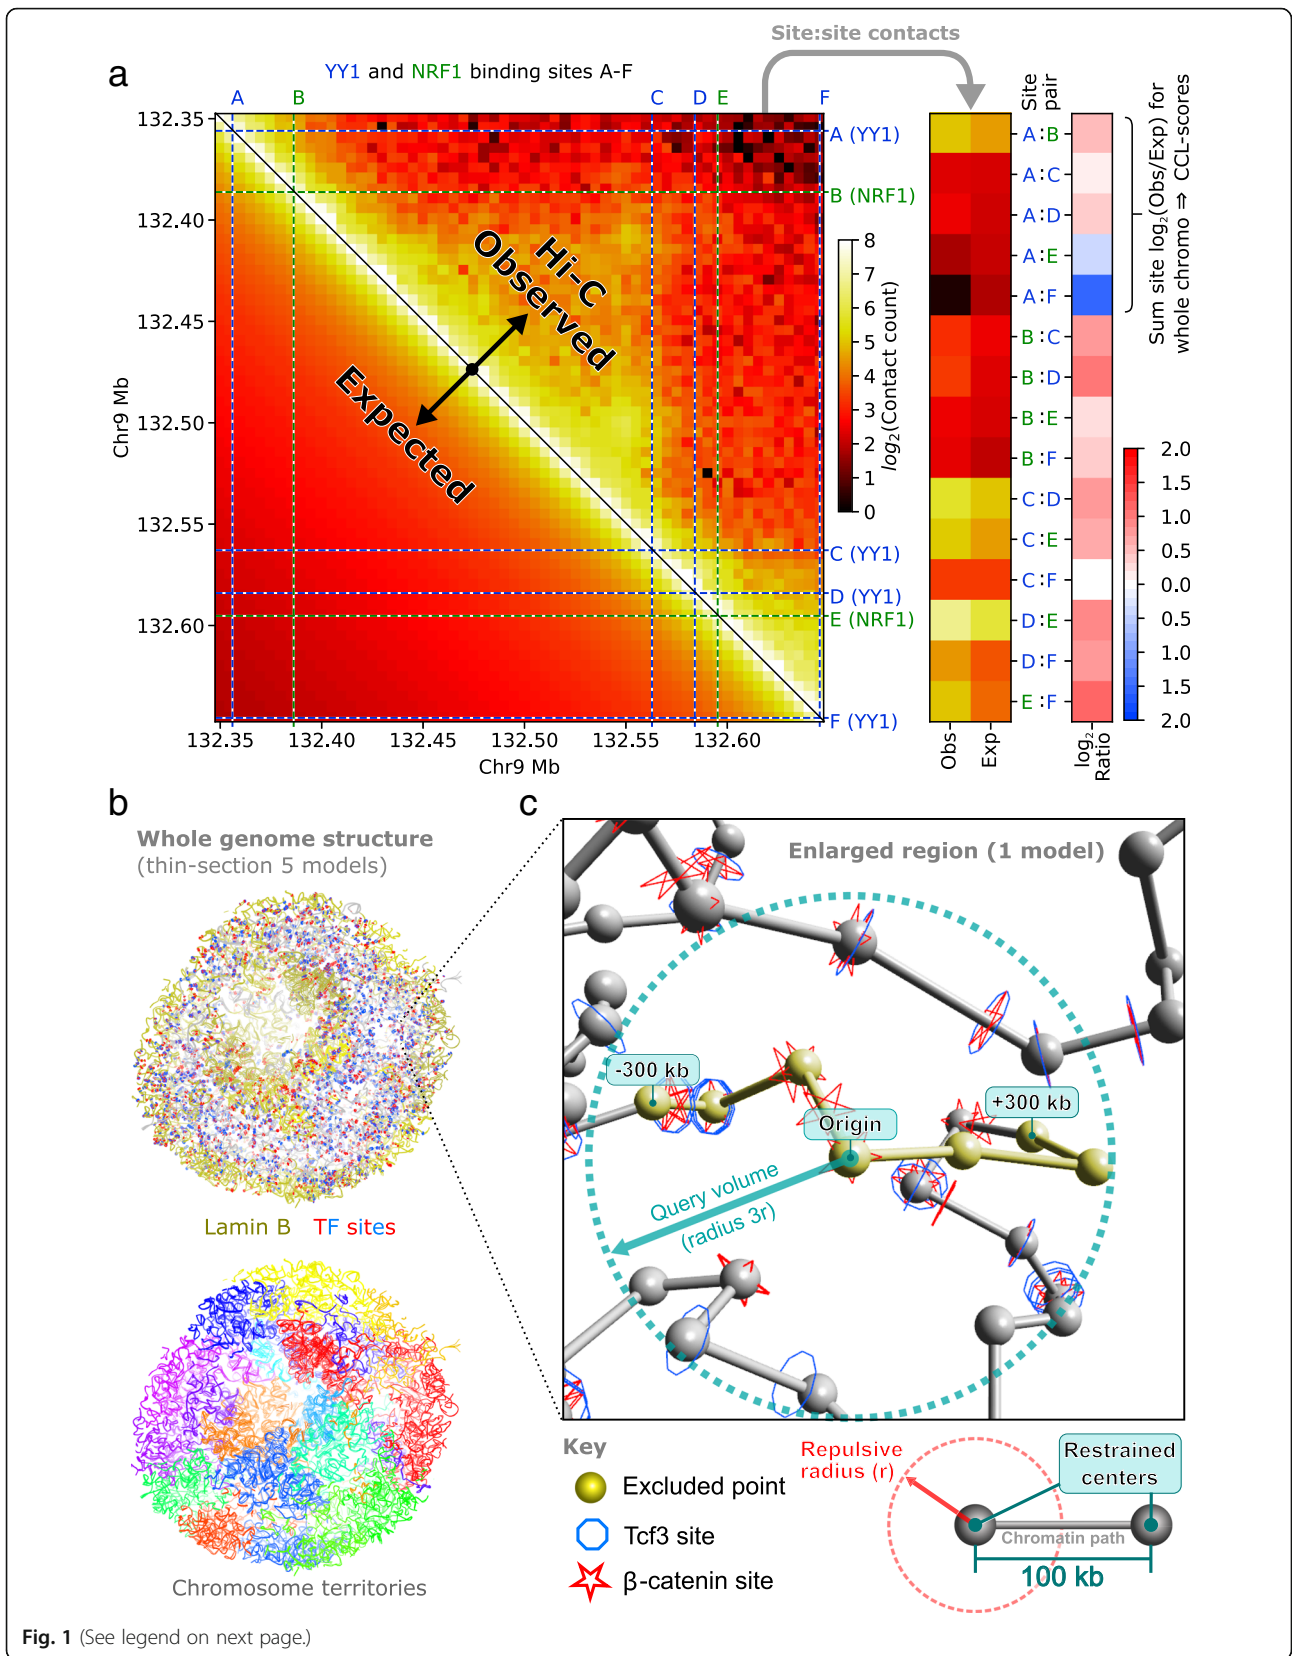 Site:site contacts
a
YY1 and NRF1 binding sites A-F
A B C D E F
132.35
132.40
132.45
132.50
132.55
132.60
Chr9 Mb
132.35 132.40 132.45 132.50 132.55 132.60
Chr9 Mb
Hi-C
Observed
Expected
A (YY1)
B (NRF1)
C (YY1)
D (YY1)
E (NRF1)
F (YY1)
8
7
6
5
4
3
2
1
0
log2(Contact count)
Obs
Exp
Site
pair
A:B
A:C
A:D
A:E
A:F
B:C
B:D
B:E
B:F
C:D
C:E
C:F
D:E
D:F
E:F
log2
Ratio
Sum site log2(Obs/Exp) for
whole chromo ⇒ CCL-scores
2.0
1.5
1.0
0.5
0.0
0.5
1.0
1.5
2.0
b
Whole genome structure
(thin-section 5 models)
Lamin B TF sites
Chromosome territories
c
Enlarged region (1 model)
-300 kb
Origin
+300 kb
Query volume
(radius 3r)
Key
Excluded point
Tcf3 site
β-catenin site
Repulsive
radius (r)
Restrained
centers
Chromatin path
100 kb
Fig. 1 (See legend on next page.)